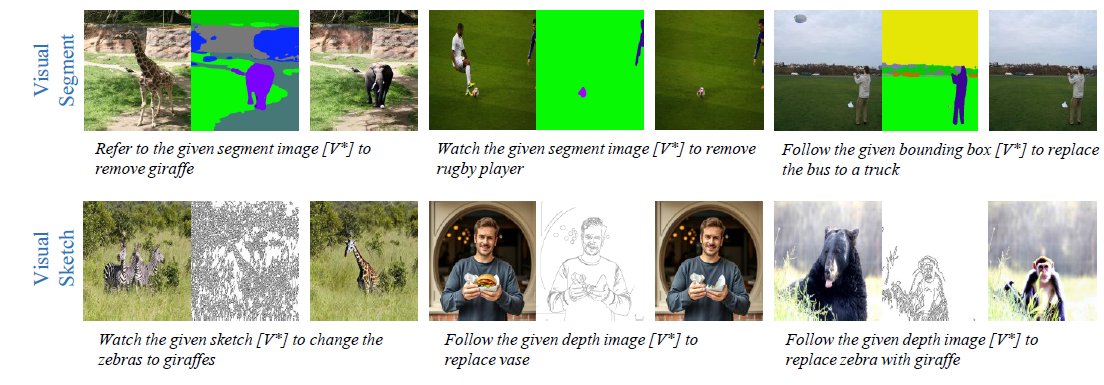 Visual
Segment
Refer to the given segment image [V*] to
remove giraffe
Watch the given segment image [V*] to remove
rugby player
Follow the given bounding box [V*] to replace
the bus to a truck
Visual
Sketch
Watch the given sketch [V*] to change the
zebras to giraffes
Follow the given depth image [V*] to
replace vase
Follow the given depth image [V*] to
replace zebra with giraffe